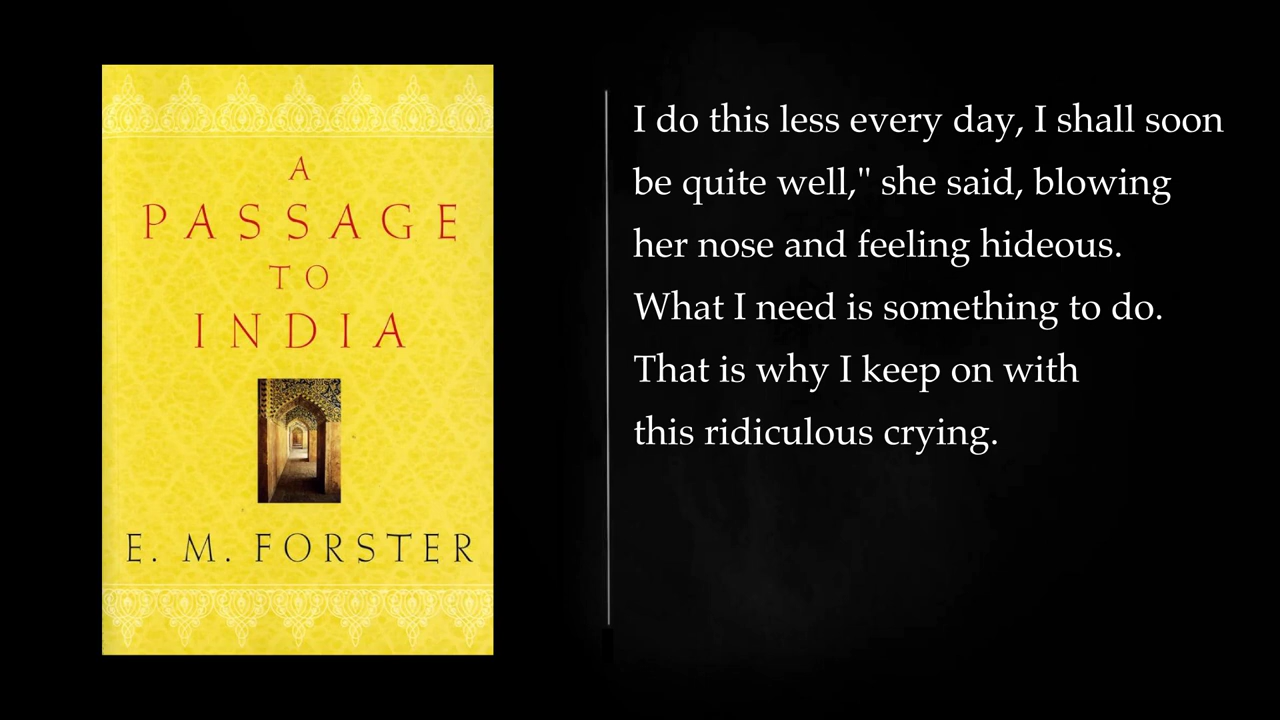 A
PASSAGE
TO
INDIA
E. M. FORSTER
I do this less every day, I shall soon
be quite well," she said, blowing
her nose and feeling hideous.
What I need is something to do.
That is why I keep on with
this ridiculous crying.